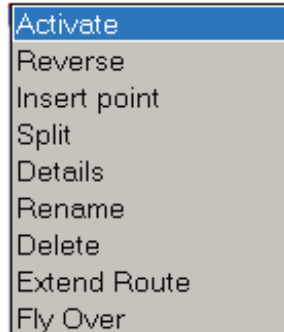 Activate
Reverse
Insert point
Split
Details
Rename
Delete
Extend Route
Fly Over